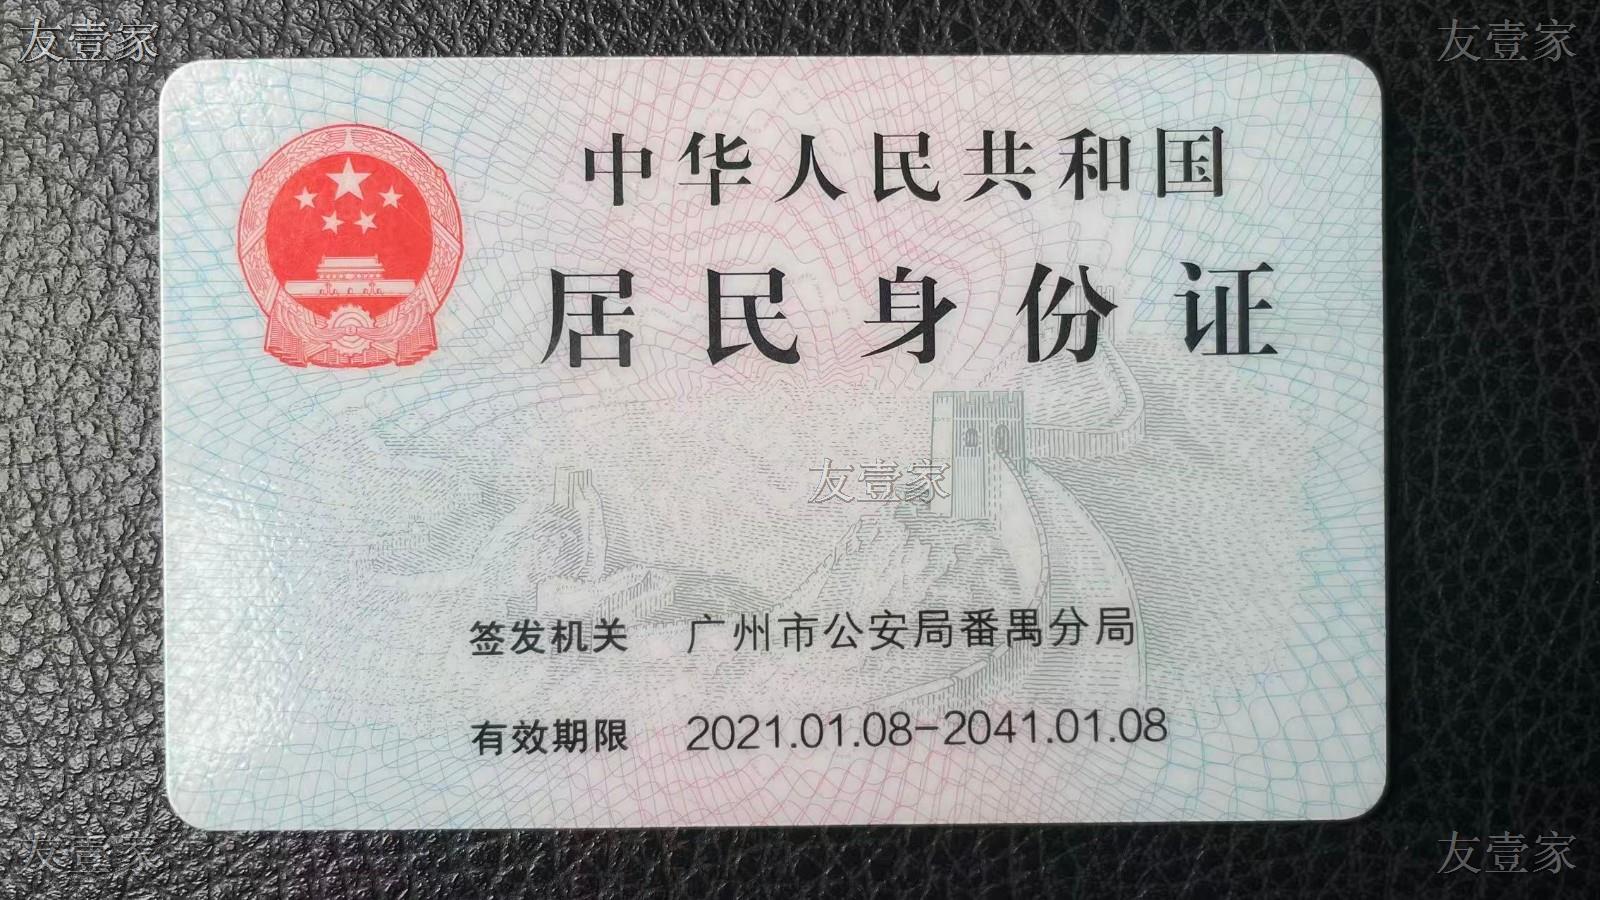 友壹家 友壹家
中华人民共和国
居民身份证
友壹家
签发机关 广州市公安局番禺分局
有效期限 2021.01.08-2041.01.08
友壹家 友壹家